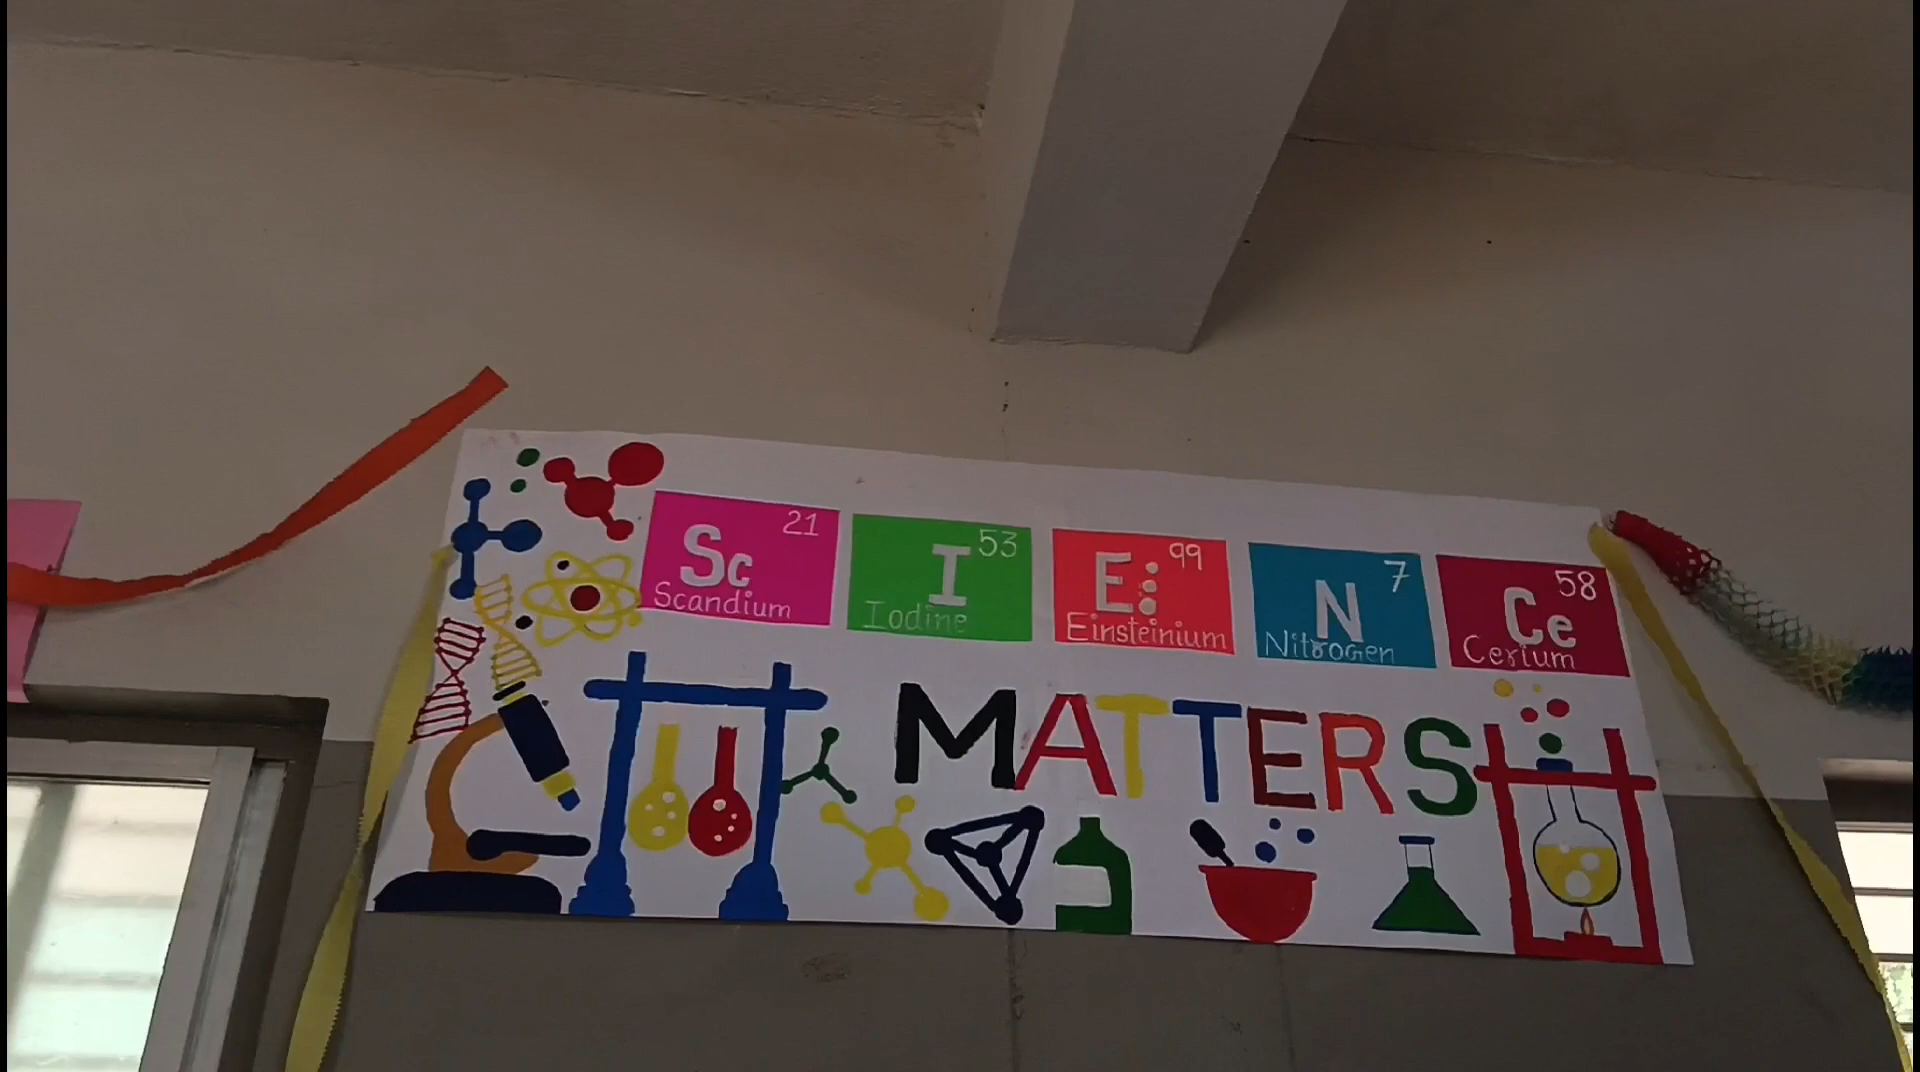 21 53 99 7 58
Sc I E: N Ce
Scandium Iodine Einsteinium Nitrogen Cerium
MATTERS